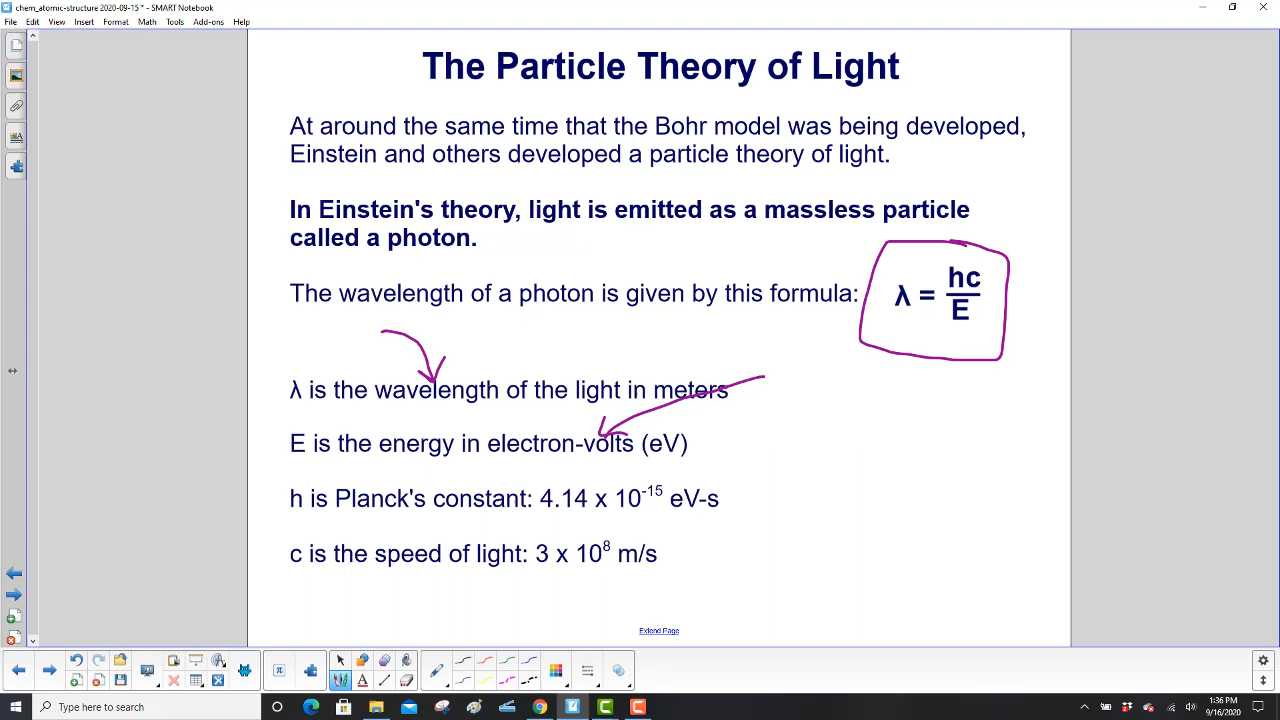 chem_atomic-structure 2020-09-15 * - SMART Notebook
File Edit View Insert Format Math Tools Add-ons Help
The Particle Theory of Light
At around the same time that the Bohr model was being developed,
Einstein and others developed a particle theory of light.
In Einstein's theory, light is emitted as a massless particle
called a photon.
The wavelength of a photon is given by this formula: λ = hc/E
λ is the wavelength of the light in meters
E is the energy in electron-volts (eV)
h is Planck's constant: 4.14 x 10⁻¹⁵ eV-s
c is the speed of light: 3 x 10⁸ m/s
Extend Page
Type here to search
1:36 PM
9/16/2020